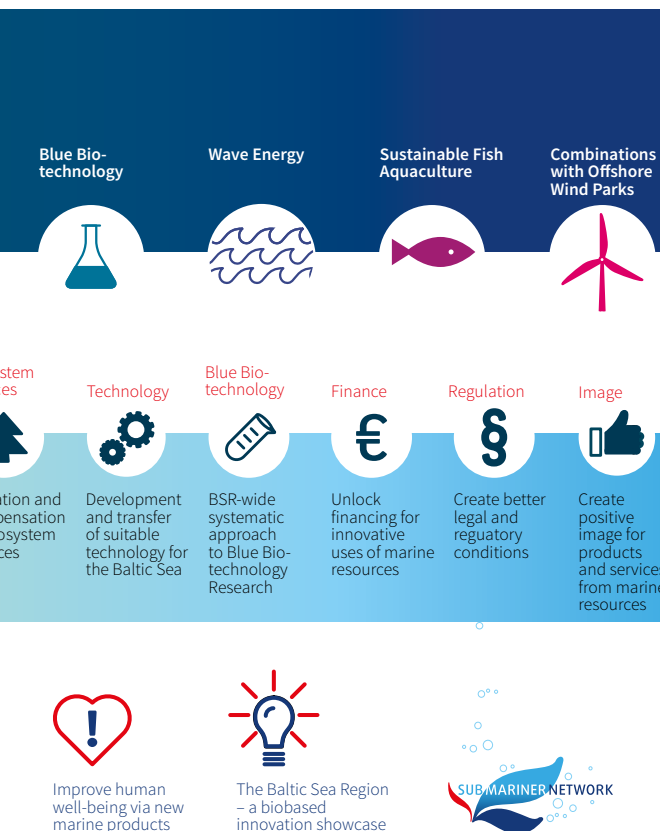 Blue Bio-
technology
Wave Energy
Sustainable Fish
Aquaculture
Combinations
with Offshore
Wind Parks
Technology
Blue Bio-
technology
Finance
Regulation
Image
and
Development
and transfer
of suitable
technology for
the Baltic Sea
BSR-wide
systematic
approach
to Blue Bio-
technology
Research
Unlock
financing for
innovative
uses of marine
resources
Create better
legal and
reguatory
conditions
Create
positive
image for
products
and services
from marine
resources
Improve human
well-being via new
marine products
The Baltic Sea Region
– a biobased
innovation showcase
SUBMARINER NETWORK